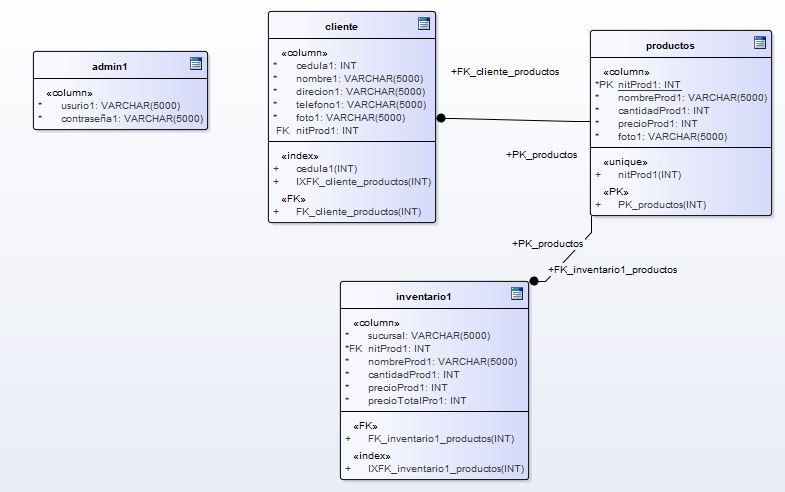 admin1
«column»
* usurio1: VARCHAR(5000)
* contraseña1: VARCHAR(5000)
cliente
«column»
* cedula1: INT
* nombre1: VARCHAR(5000)
* direcion1: VARCHAR(5000)
* telefono1: VARCHAR(5000)
* foto1: VARCHAR(5000)
FK nitProd1: INT
«index»
+ cedula1(INT)
+ IXFK_cliente_productos(INT)
«FK»
+ FK_cliente_productos(INT)
+FK_cliente_productos
+PK_productos
productos
«column»
*PK nitProd1: INT
* nombreProd1: VARCHAR(5000)
* cantidadProd1: INT
* precioProd1: INT
* foto1: VARCHAR(5000)
«unique»
+ nitProd1(INT)
«PK»
+ PK_productos(INT)
+PK_productos
+FK_inventario1_productos
inventario1
«column»
* sucursal: VARCHAR(5000)
*FK nitProd1: INT
* nombreProd1: VARCHAR(5000)
* cantidadProd1: INT
* precioProd1: INT
* precioTotalPro1: INT
«FK»
+ FK_inventario1_productos(INT)
«index»
+ IXFK_inventario1_productos(INT)